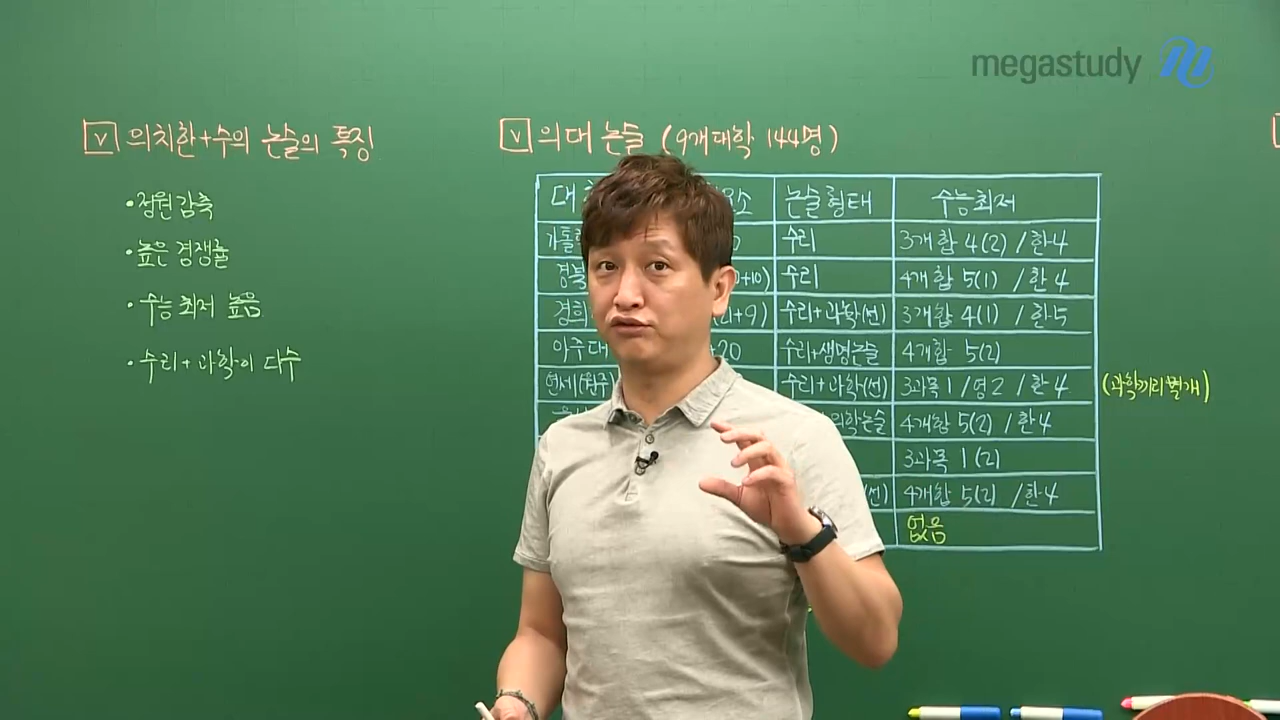 megastudy
v 의치한+수의 논술의 특징
• 정원감축
• 높은 경쟁률
• 수능최저 높음
• 수리+과학이 다수
v 의대 논술 (9개대학 144명)
대 소 논술형태 수능최저
가톨 수리 3개합 4(2) / 한4
경북 +10) 수리 4개합 5(1) / 한4
경희 +9) 수리+과학(선) 3개합 4(1) / 한5
아주대 +20 수리+생명논술 4개합 5(2)
연세(원주) 수리+과학(선) 3과목 1 / 영2 / 한4 (과학끼리 별개)
의학논술 4개합 5(2) / 한4
3과목 1(2)
(선) 4개합 5(2) / 한4
없음